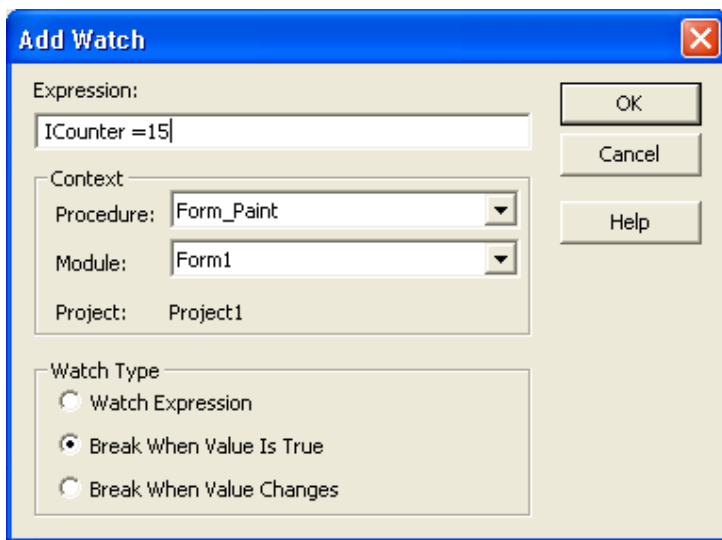 Add Watch
Expression:
ICounter =15
OK
Cancel
Help
Context
Procedure: Form_Paint
Module: Form1
Project: Project1
Watch Type
Watch Expression
Break When Value Is True
Break When Value Changes